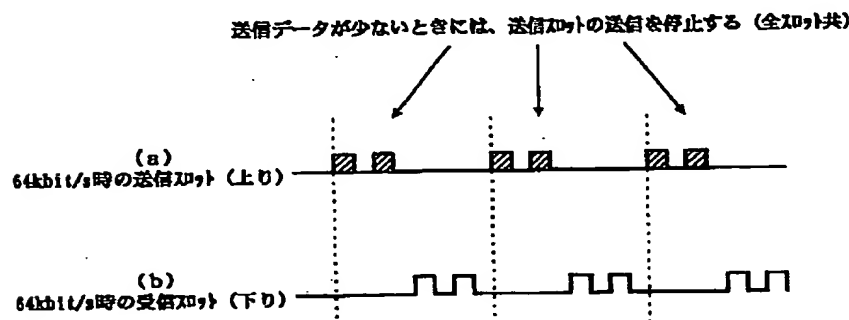 送信データが少ないときには、送信スロットの送信を停止する（全スロット共）
(a)
64kbit/s時の送信スロット（上り）
(b)
64kbit/s時の受信スロット（下り）